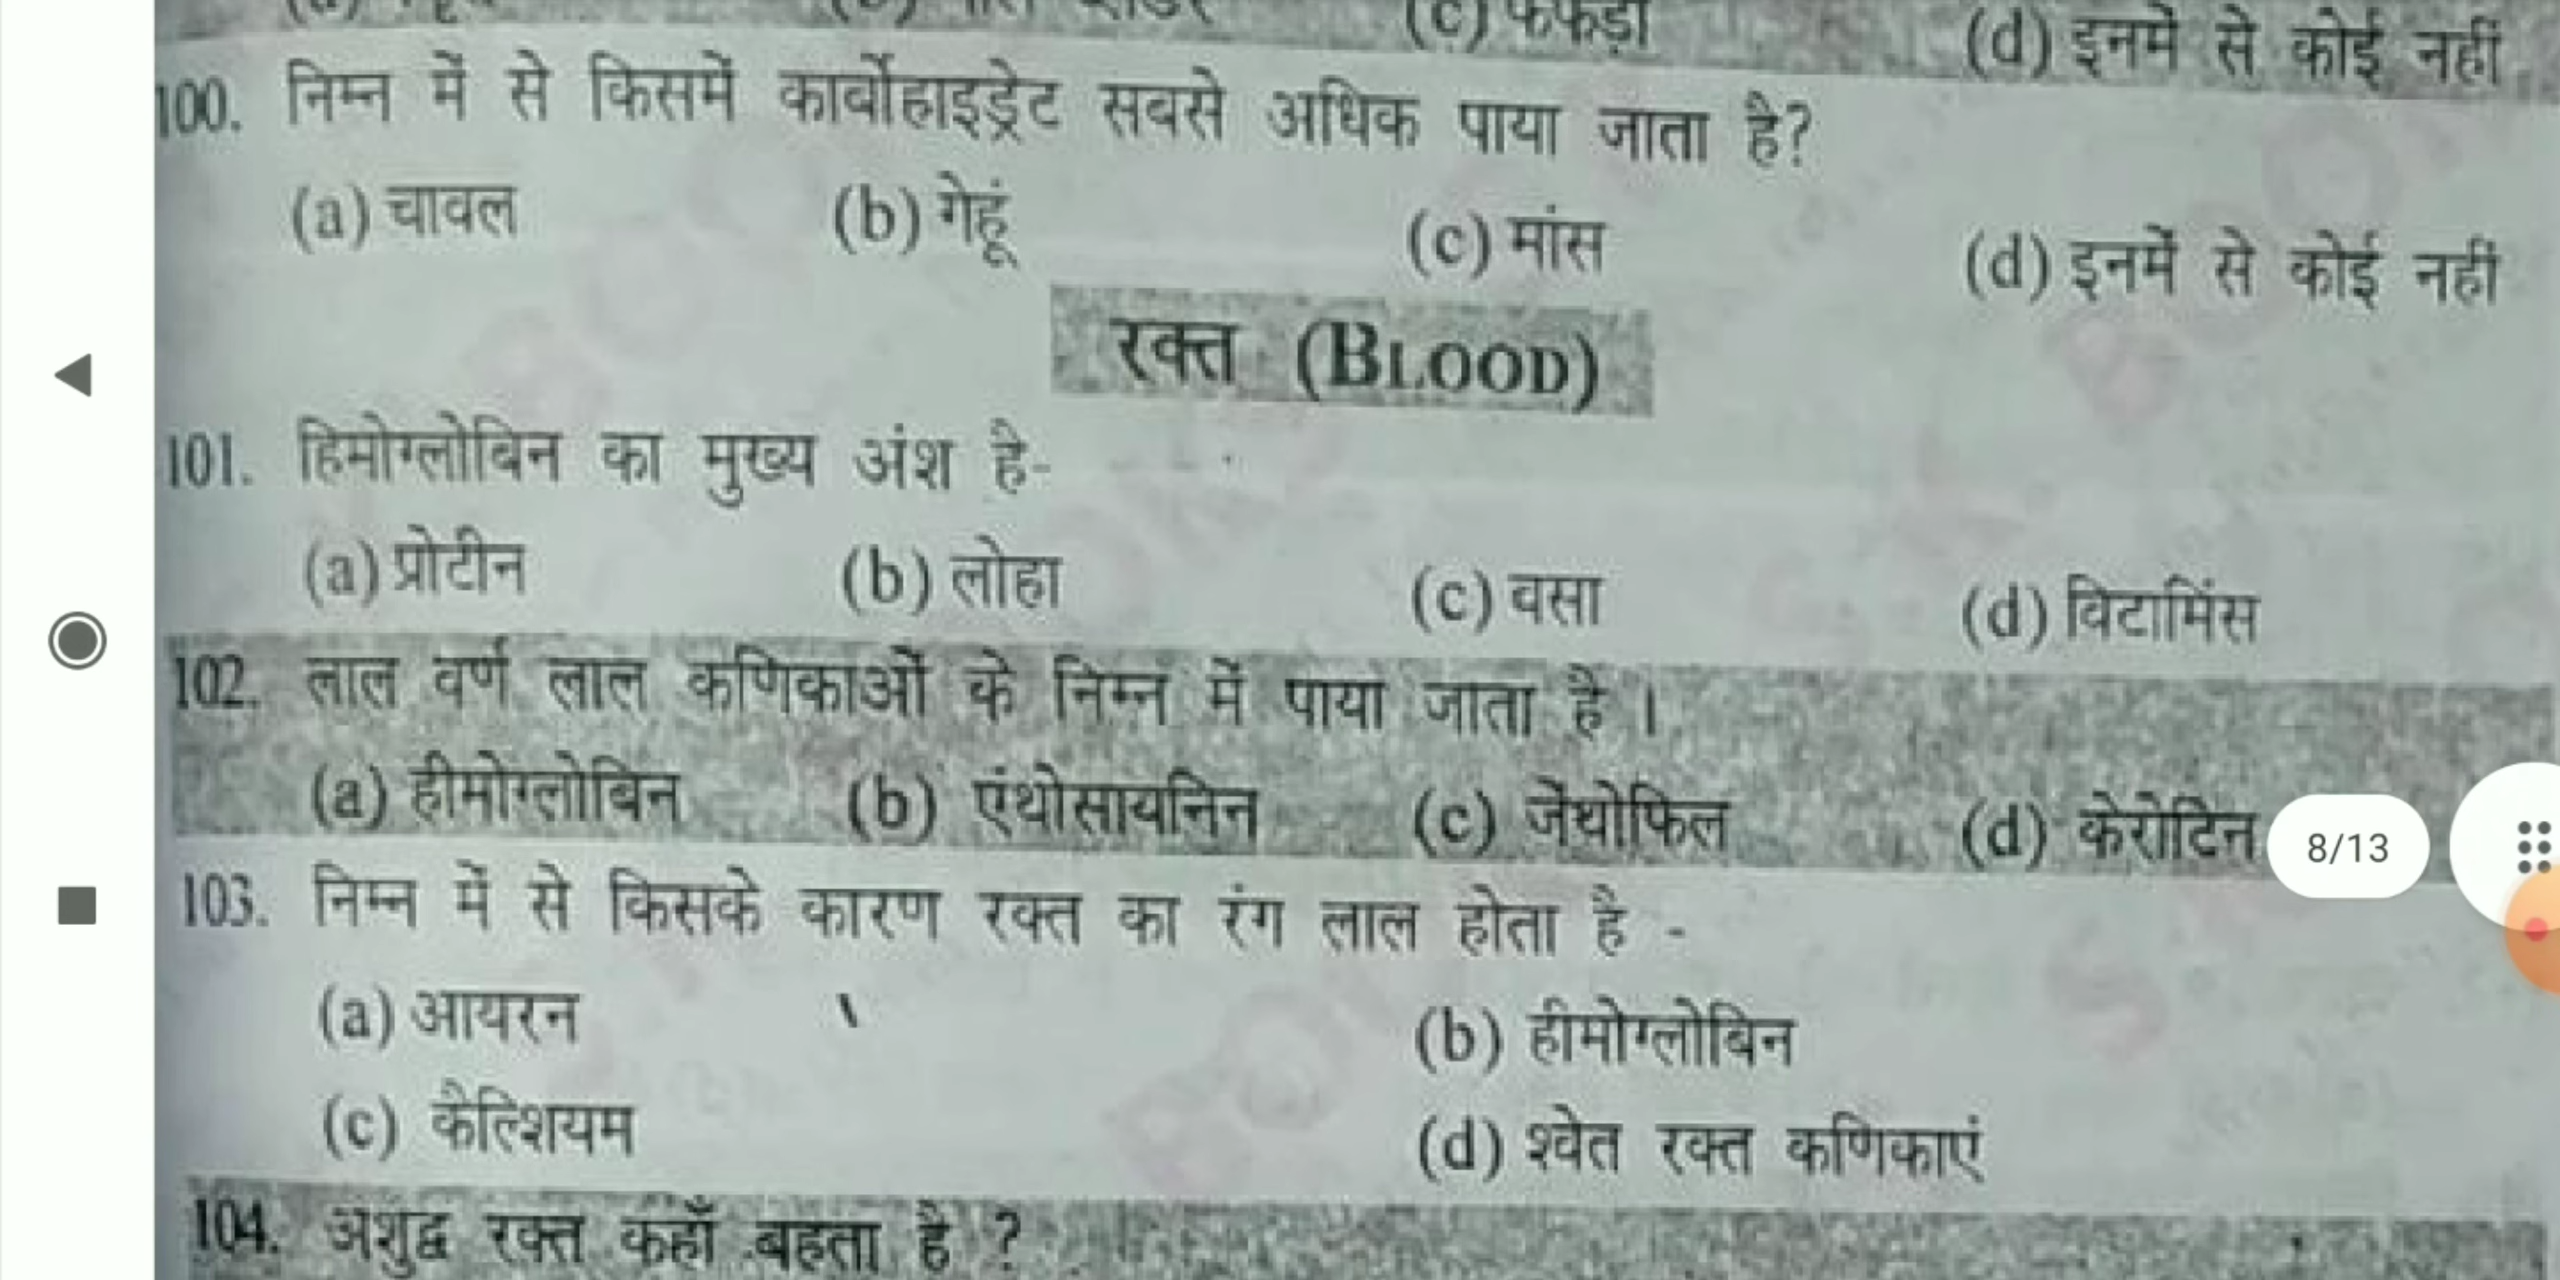 (c) फेफड़ा (d) इनमें से कोई नहीं
100. निम्न में से किसमें कार्बोहाइड्रेट सबसे अधिक पाया जाता है?
(a) चावल (b) गेहूं (c) मांस (d) इनमें से कोई नहीं
रक्त (BLOOD)
101. हिमोग्लोबिन का मुख्य अंश है-
(a) प्रोटीन (b) लोहा (c) वसा (d) विटामिंस
102. लाल वर्ण लाल कणिकाओं के निम्न में पाया जाता है ।
(a) हीमोग्लोबिन (b) एंथोसायनिन (c) जेंथोफिल (d) केरोटिन
8/13
103. निम्न में से किसके कारण रक्त का रंग लाल होता है -
(a) आयरन (b) हीमोग्लोबिन
(c) कैल्शियम (d) श्वेत रक्त कणिकाएं
104. अशुद्ध रक्त कहाँ बहता है ?